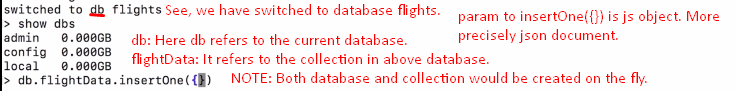 switched to db flights See, we have switched to database flights.
param to insertOne({}) is js object. More
precisely json document.
> show dbs
admin 0.000GB
config 0.000GB
local 0.000GB
db: Here db refers to the current database.
flightData: It refers to the collection in above database.
> db.flightData.insertOne({}) NOTE: Both database and collection would be created on the fly.